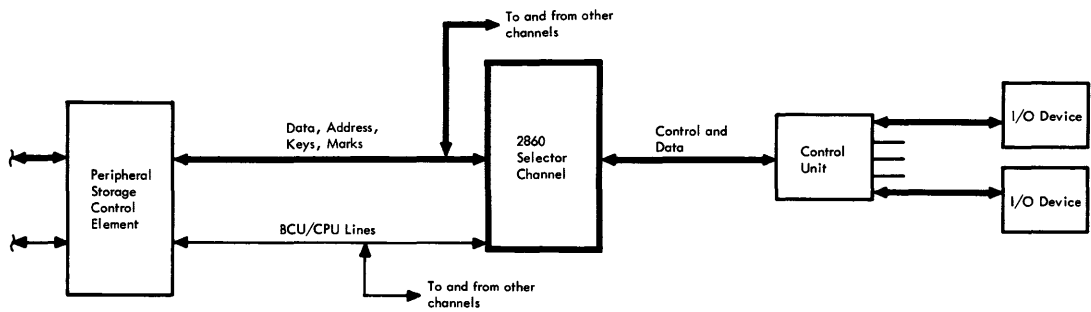 To and from other
channels
Data, Address,
Keys, Marks
2860
Selector
Channel
Control and
Data
Control
Unit
I/O Device
I/O Device
Peripheral
Storage
Control
Element
BCU/CPU Lines
To and from other
channels